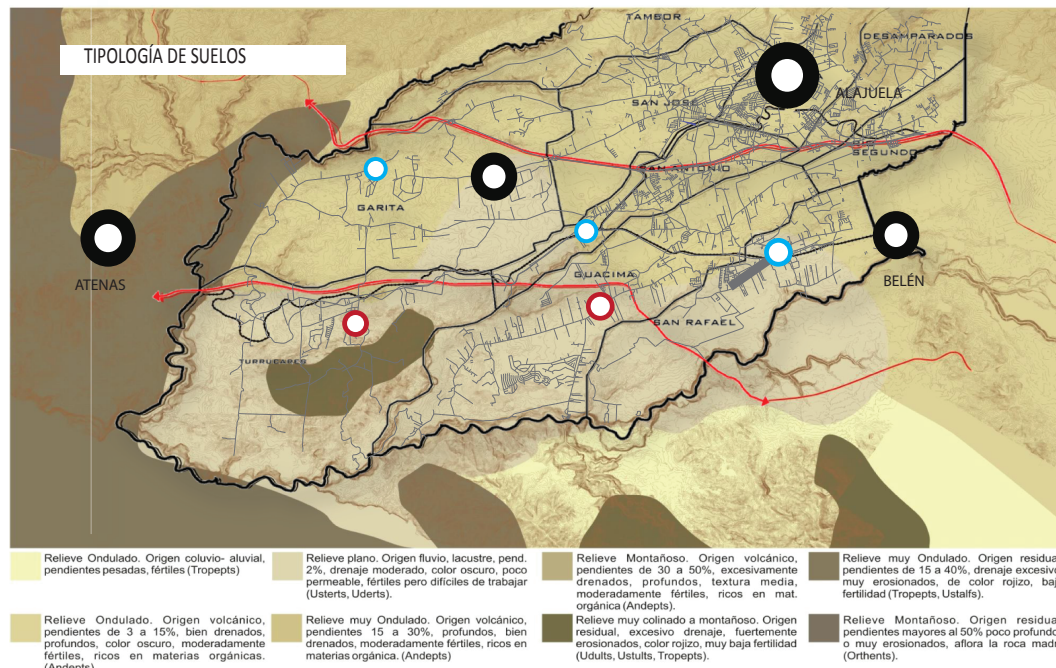 TIPOLOGÍA DE SUELOS
TAMBOR
DESAMPARADOS
ALAJUELA
SAN JOSE
RIO
SEGUNDO
SAN ANTONIO
GARITA
ATENAS
GUACIMA
BELÉN
SAN RAFAEL
TURRUCARES
Relieve Ondulado. Origen coluvio- aluvial,
pendientes pesadas, fértiles (Tropepts)
Relieve plano. Origen fluvio, lacustre, pend.
2%, drenaje moderado, color oscuro, poco
permeable, fértiles pero difíciles de trabajar
(Usterts, Uderts).
Relieve Montañoso. Origen volcánico,
pendientes de 30 a 50%, excesivamente
drenados, profundos, textura media,
moderadamente fértiles, ricos en mat.
orgánica (Andepts).
Relieve muy Ondulado. Origen residua
pendientes de 15 a 40%, drenaje excesivo
muy erosionados, de color rojizo, baj
fertilidad (Tropepts, Ustalfs).
Relieve Ondulado. Origen volcánico,
pendientes de 3 a 15%, bien drenados,
profundos, color oscuro, moderadamente
fértiles, ricos en materias orgánicas.
(Andepts)
Relieve muy Ondulado. Origen volcánico,
pendientes 15 a 30%, profundos, bien
drenados, moderadamente fértiles, ricos en
materias orgánica. (Andepts)
Relieve muy colinado a montañoso. Origen
residual, excesivo drenaje, fuertemente
erosionados, color rojizo, muy baja fertilidad
(Udults, Ustults, Tropepts).
Relieve Montañoso. Origen residua
pendientes mayores al 50% poco profundo
o muy erosionados, aflora la roca mad
(Orthents).